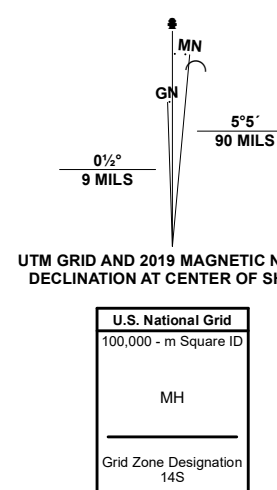 MN
GN
5°5´
90 MILS
0½°
9 MILS
UTM GRID AND 2019 MAGNETIC N
DECLINATION AT CENTER OF SH
U.S. National Grid
100,000 - m Square ID
MH
Grid Zone Designation
14S